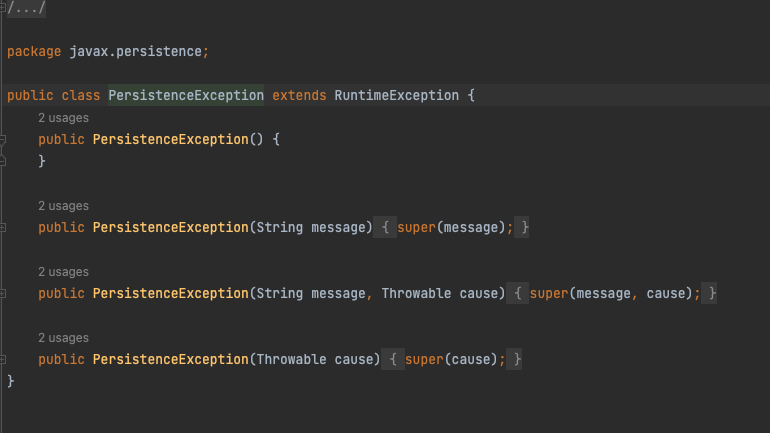 /.../
package javax.persistence;
public class PersistenceException extends RuntimeException {
2 usages
public PersistenceException() {
}
2 usages
public PersistenceException(String message) { super(message); }
2 usages
public PersistenceException(String message, Throwable cause) { super(message, cause); }
2 usages
public PersistenceException(Throwable cause) { super(cause); }
}